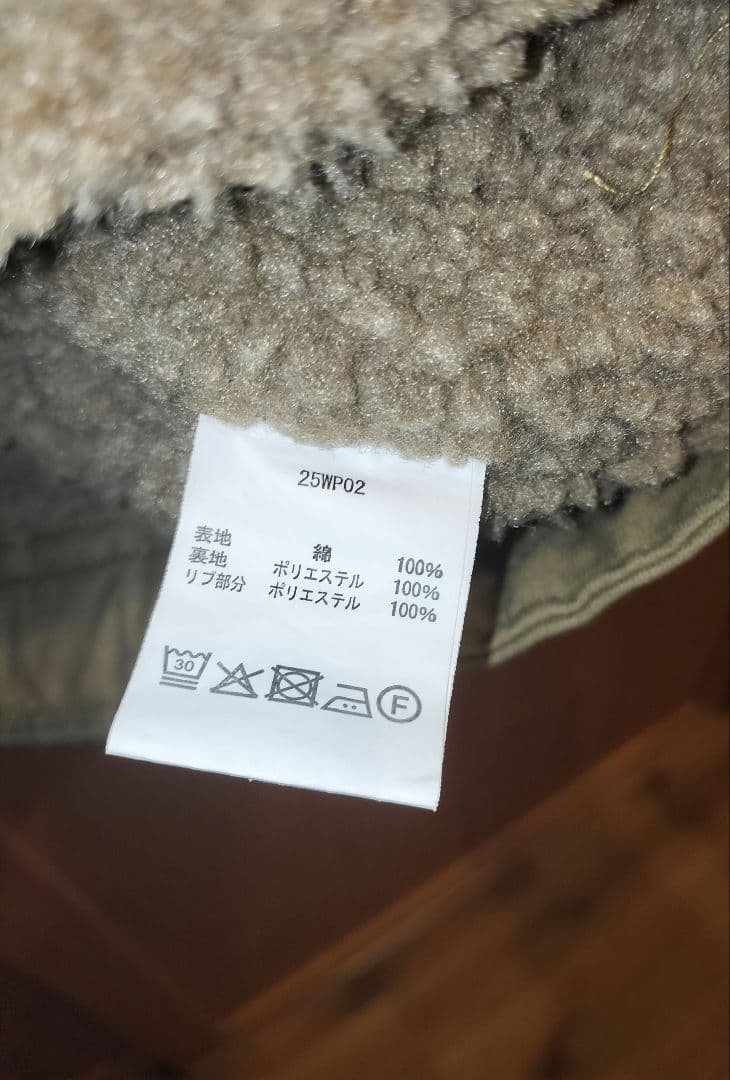 25WP02
表地 綿 100%
裏地 ポリエステル 100%
リブ部分 ポリエステル 100%
30 F